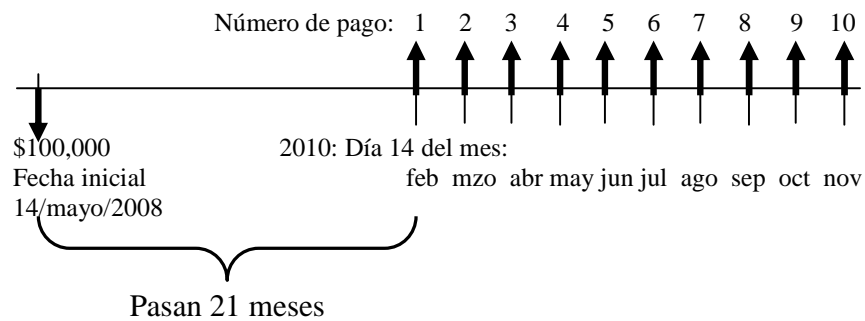 Número de pago: 1 2 3 4 5 6 7 8 9 10
$100,000 2010: Día 14 del mes:
Fecha inicial feb mzo abr may jun jul ago sep oct nov
14/mayo/2008
Pasan 21 meses